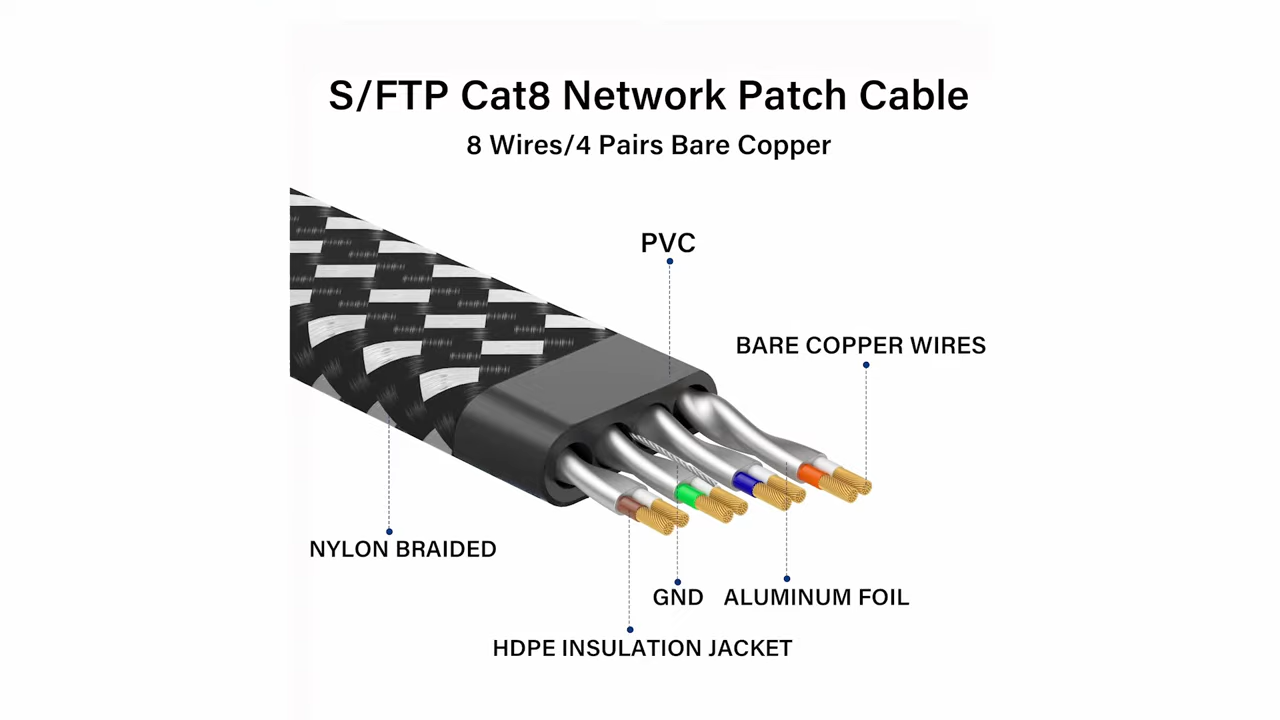 S/FTP Cat8 Network Patch Cable
8 Wires/4 Pairs Bare Copper
PVC
BARE COPPER WIRES
NYLON BRAIDED
GND
ALUMINUM FOIL
HDPE INSULATION JACKET